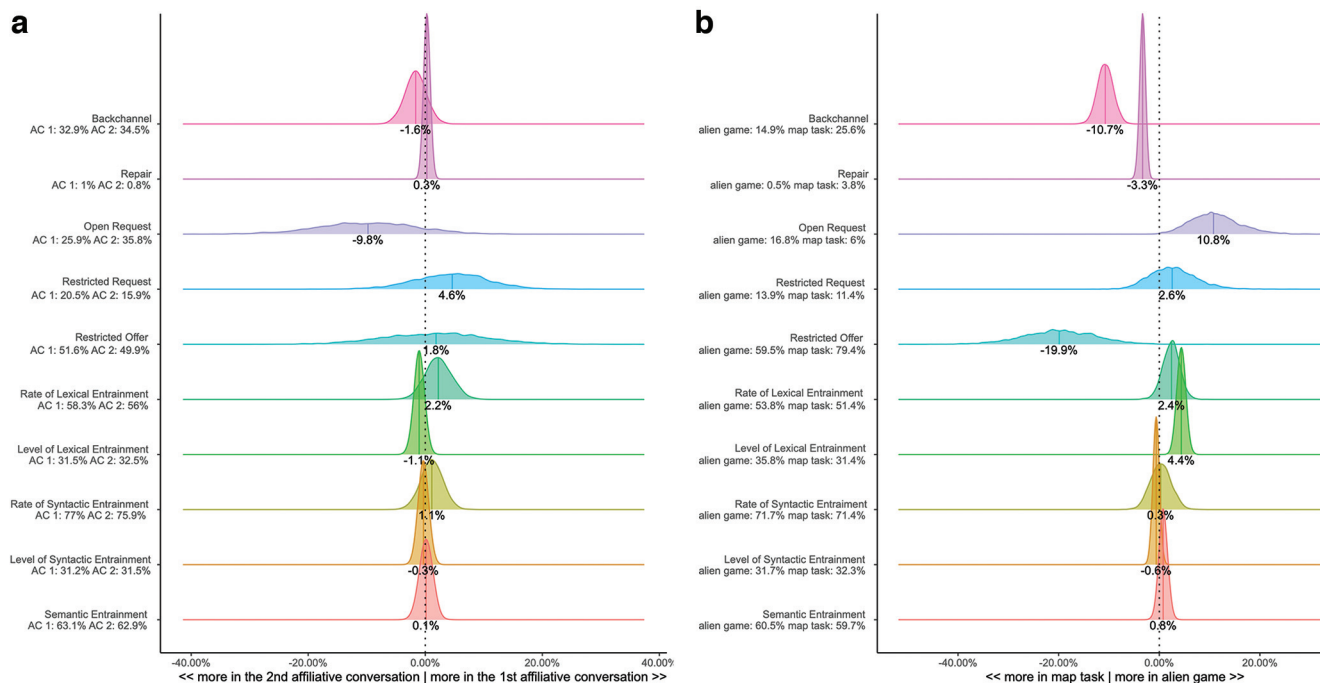 a
Backchannel
AC 1: 32.9% AC 2: 34.5%
-1.6%
Repair
AC 1: 1% AC 2: 0.8%
0.3%
Open Request
AC 1: 25.9% AC 2: 35.8%
-9.8%
Restricted Request
AC 1: 20.5% AC 2: 15.9%
4.6%
Restricted Offer
AC 1: 51.6% AC 2: 49.9%
1.8%
Rate of Lexical Entrainment
AC 1: 58.3% AC 2: 56%
2.2%
Level of Lexical Entrainment
AC 1: 31.5% AC 2: 32.5%
-1.1%
Rate of Syntactic Entrainment
AC 1: 77% AC 2: 75.9%
1.1%
Level of Syntactic Entrainment
AC 1: 31.2% AC 2: 31.5%
-0.3%
Semantic Entrainment
AC 1: 63.1% AC 2: 62.9%
0.1%
-40.00% -20.00% 0.00% 20.00% 40.00%
<< more in the 2nd affiliative conversation | more in the 1st affiliative conversation >>
b
Backchannel
alien game: 14.9% map task: 25.6%
-10.7%
Repair
alien game: 0.5% map task: 3.8%
-3.3%
Open Request
alien game: 16.8% map task: 6%
10.8%
Restricted Request
alien game: 13.9% map task: 11.4%
2.6%
Restricted Offer
alien game: 59.5% map task: 79.4%
-19.9%
Rate of Lexical Entrainment
alien game: 53.8% map task: 51.4%
2.4%
Level of Lexical Entrainment
alien game: 35.8% map task: 31.4%
4.4%
Rate of Syntactic Entraiment
alien game: 71.7% map task: 71.4%
0.3%
Level of Syntactic Entrainment
alien game: 31.7% map task: 32.3%
-0.6%
Semantic Entrainment
alien game: 60.5% map task: 59.7%
0.8%
-40.00% -20.00% 0.00% 20.00%
<< more in map task | more in alien game >>